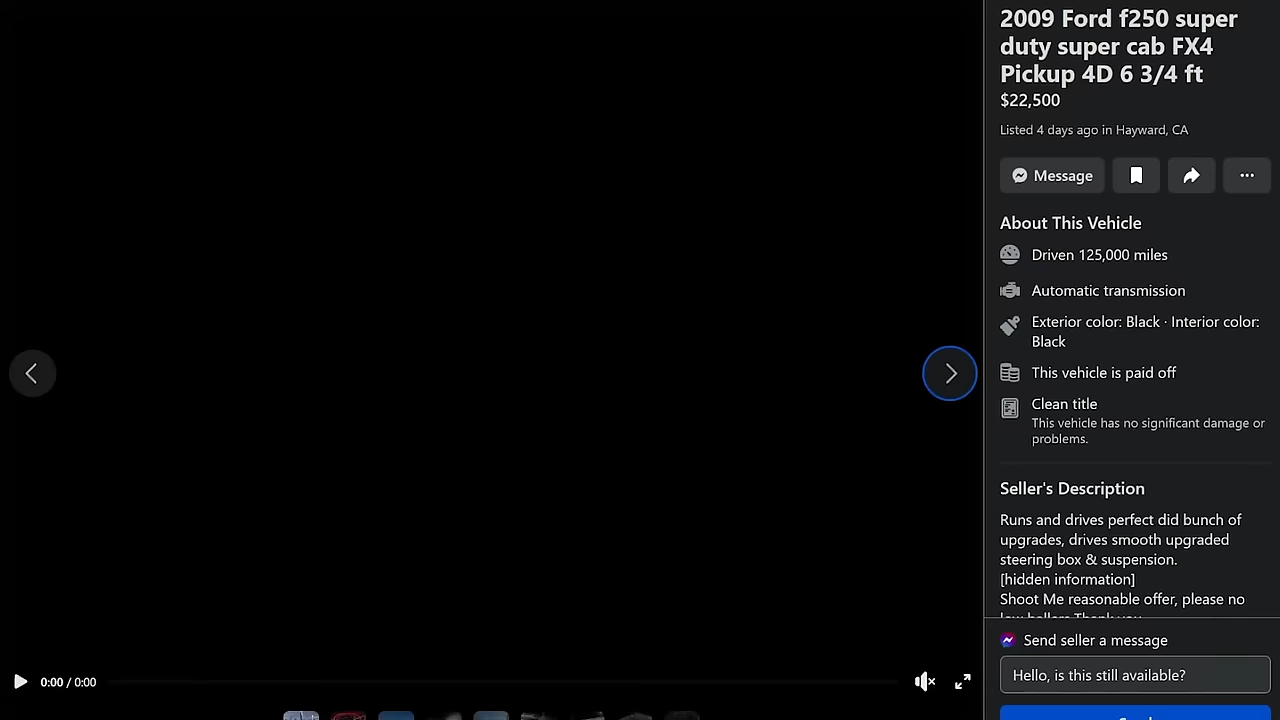 2009 Ford f250 super
duty super cab FX4
Pickup 4D 6 3/4 ft
$22,500
Listed 4 days ago in Hayward, CA
Message
About This Vehicle
Driven 125,000 miles
Automatic transmission
Exterior color: Black · Interior color:
Black
This vehicle is paid off
Clean title
This vehicle has no significant damage or
problems.
Seller's Description
Runs and drives perfect did bunch of
upgrades, drives smooth upgraded
steering box & suspension.
[hidden information]
Shoot Me reasonable offer, please no
low ballers Thank you
Send seller a message
Hello, is this still available?
0:00 / 0:00